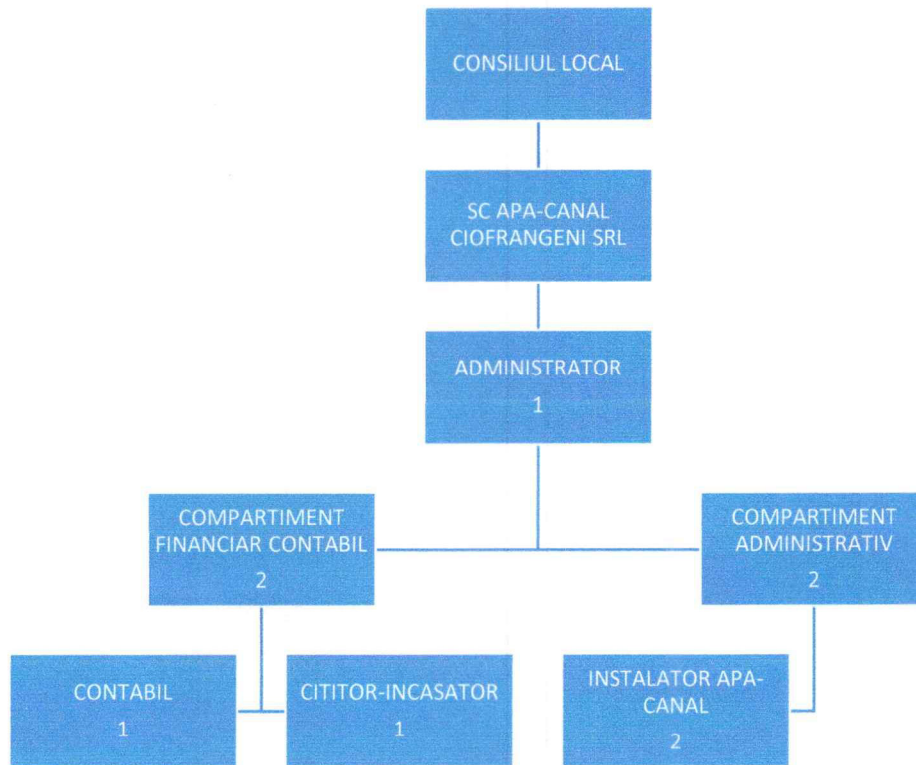 CONSILIUL LOCAL
SC APA-CANAL
CIOFRANGENI SRL
ADMINISTRATOR
1
COMPARTIMENT
FINANCIAR CONTABIL
2
COMPARTIMENT
ADMINISTRATIV
2
CONTABIL
1
CITITOR-INCASATOR
1
INSTALATOR APA-
CANAL
2